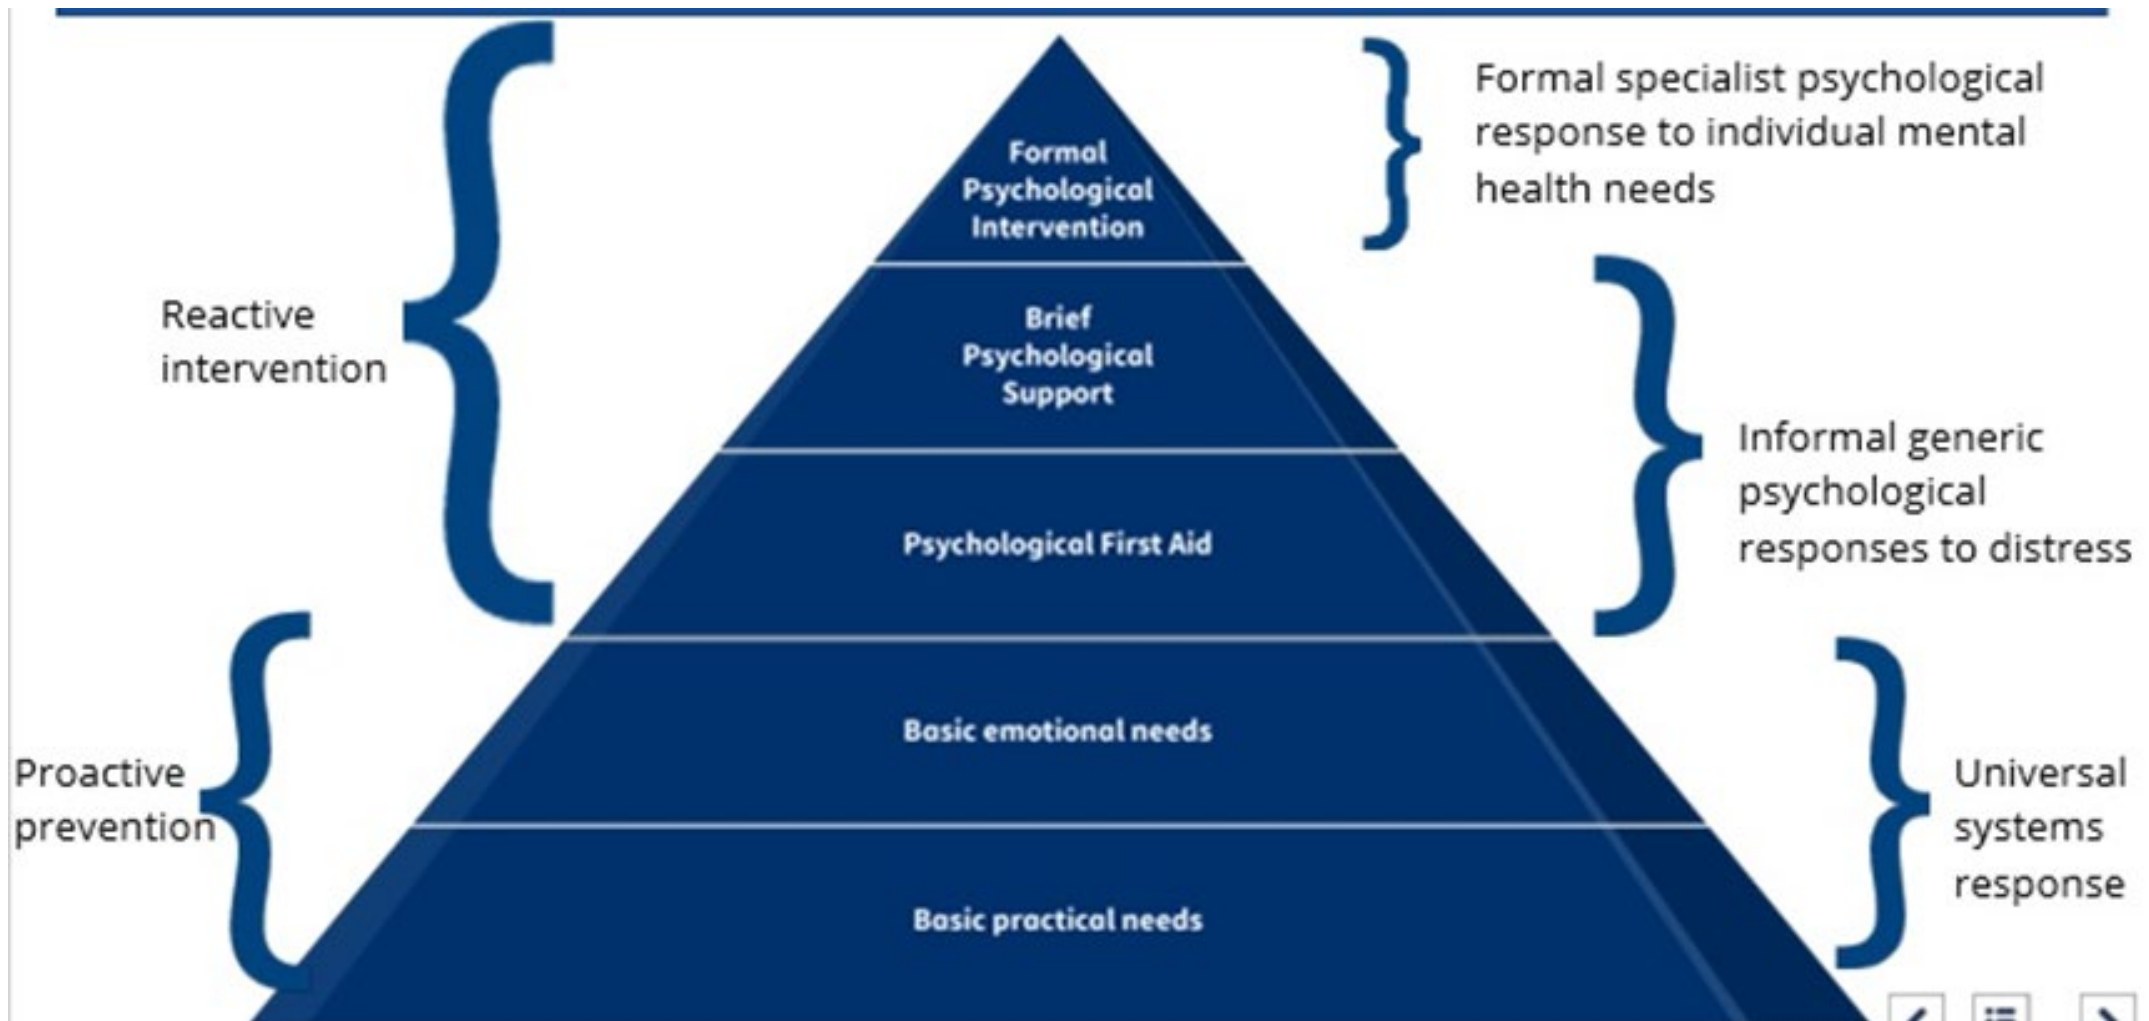 Formal
Psychological
Intervention
Brief
Psychological
Support
Psychological First Aid
Basic emotional needs
Basic practical needs
Reactive
intervention
Proactive
prevention
Formal specialist psychological
response to individual mental
health needs
Informal generic
psychological
responses to distress
Universal
systems
response